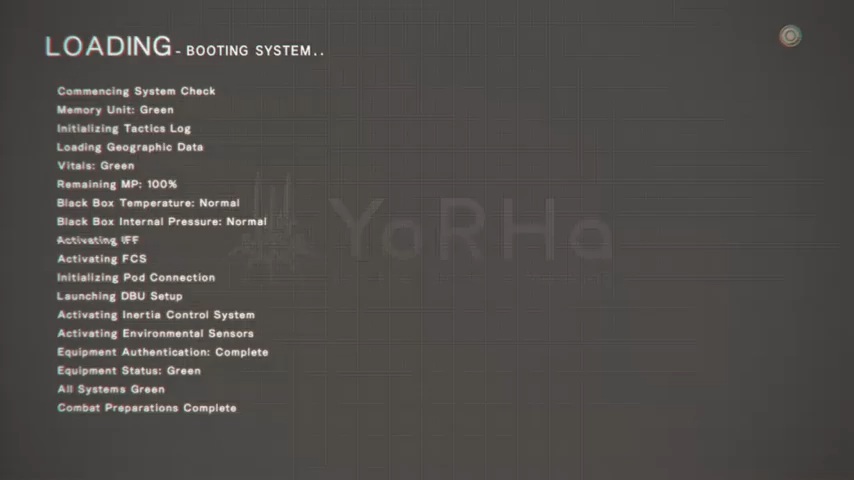 LOADING - BOOTING SYSTEM..
Commencing System Check
Memory Unit: Green
Initializing Tactics Log
Loading Geographic Data
Vitals: Green
Remaining MP: 100%
Black Box Temperature: Normal
Black Box Internal Pressure: Normal
Activating IFF
Activating FCS
Initializing Pod Connection
Launching DBU Setup
Activating Inertia Control System
Activating Environmental Sensors
Equipment Authentication: Complete
Equipment Status: Green
All Systems Green
Combat Preparations Complete
YoRHa